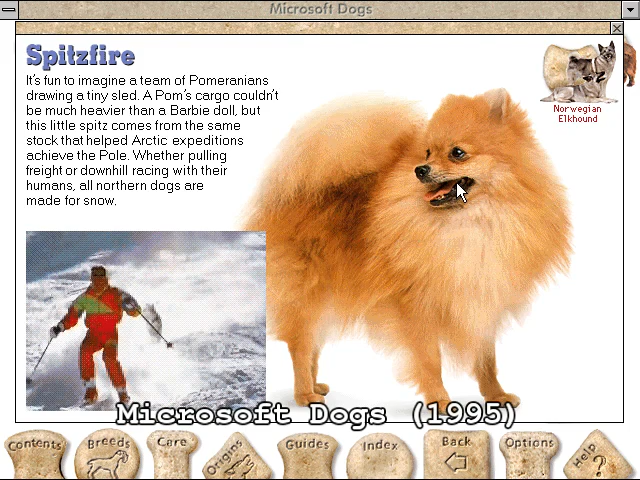 Microsoft Dogs
Spitzfire
It's fun to imagine a team of Pomeranians
drawing a tiny sled. A Pom's cargo couldn't
be much heavier than a Barbie doll, but
this little spitz comes from the same
stock that helped Arctic expeditions
achieve the Pole. Whether pulling
freight or downhill racing with their
humans, all northern dogs are
made for snow.
Norwegian
Elkhound
Microsoft Dogs (1995)
Contents
Breeds
Care
Origins
Guides
Index
Back
Options
Help
?